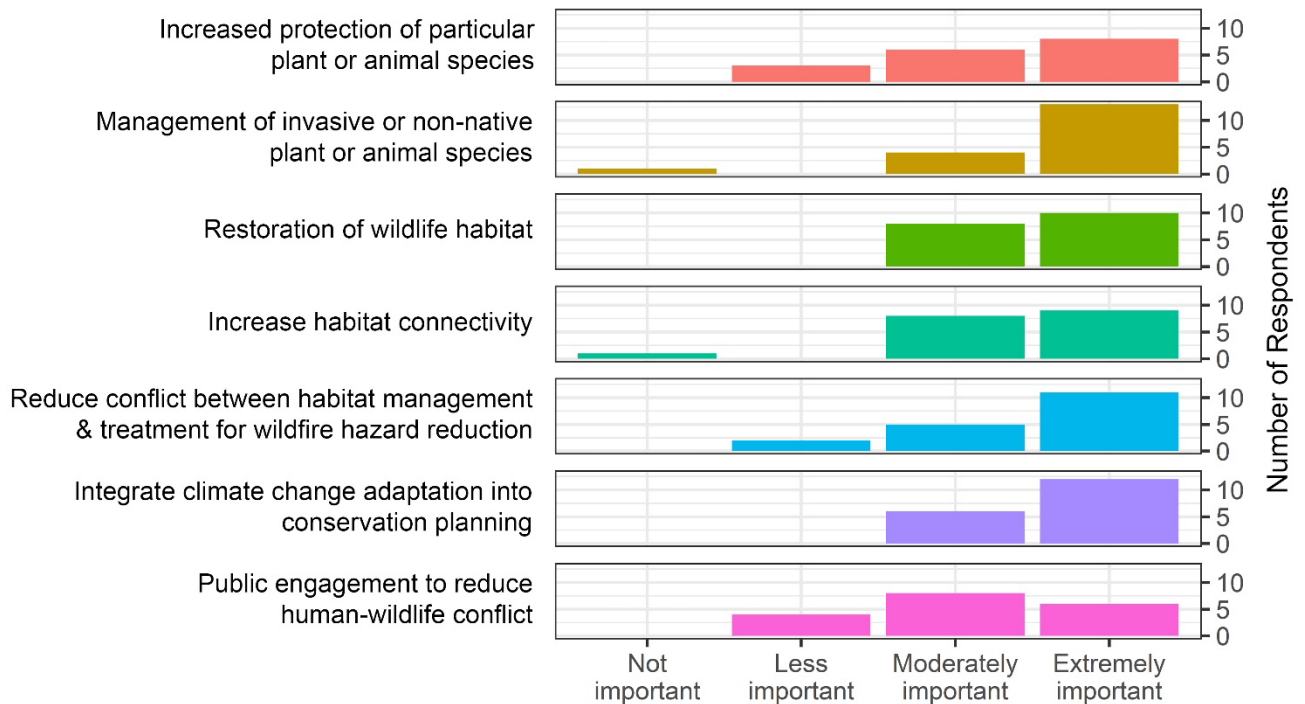 Increased protection of particular
plant or animal species
10
5
0
Management of invasive or non-native
plant or animal species
10
5
0
Restoration of wildlife habitat
10
5
0
Increase habitat connectivity
10
5
0
Reduce conflict between habitat management
& treatment for wildfire hazard reduction
10
5
0
Integrate climate change adaptation into
conservation planning
10
5
0
Public engagement to reduce
human-wildlife conflict
10
5
0
Number of Respondents
Not
important
Less
important
Moderately
important
Extremely
important